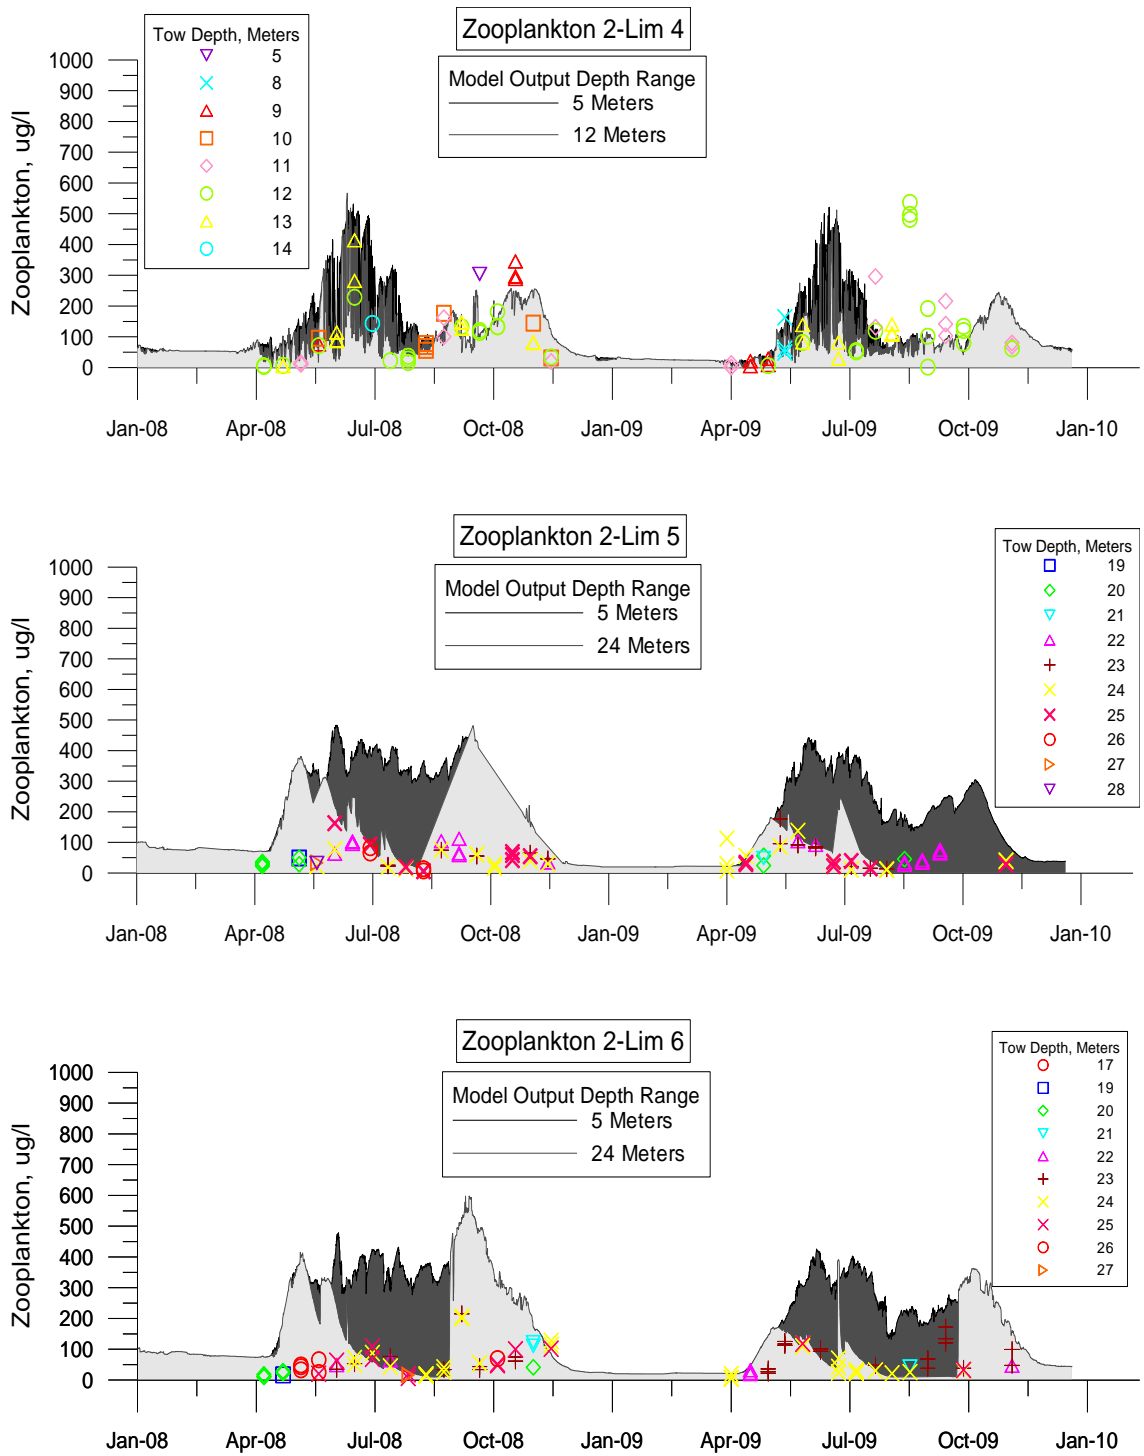 Zooplankton 2-Lim 4
Tow Depth, Meters
5
8
9
10
11
12
13
14
Model Output Depth Range
5 Meters
12 Meters
Zooplankton, ug/l
1000
900
800
700
600
500
400
300
200
100
0
Jan-08
Apr-08
Jul-08
Oct-08
Jan-09
Apr-09
Jul-09
Oct-09
Jan-10
Zooplankton 2-Lim 5
Model Output Depth Range
5 Meters
24 Meters
Tow Depth, Meters
19
20
21
22
23
24
25
26
27
28
Zooplankton, ug/l
1000
900
800
700
600
500
400
300
200
100
0
Jan-08
Apr-08
Jul-08
Oct-08
Jan-09
Apr-09
Jul-09
Oct-09
Jan-10
Zooplankton 2-Lim 6
Model Output Depth Range
5 Meters
24 Meters
Tow Depth, Meters
17
19
20
21
22
23
24
25
26
27
Zooplankton, ug/l
1000
900
800
700
600
500
400
300
200
100
0
Jan-08
Apr-08
Jul-08
Oct-08
Jan-09
Apr-09
Jul-09
Oct-09
Jan-10